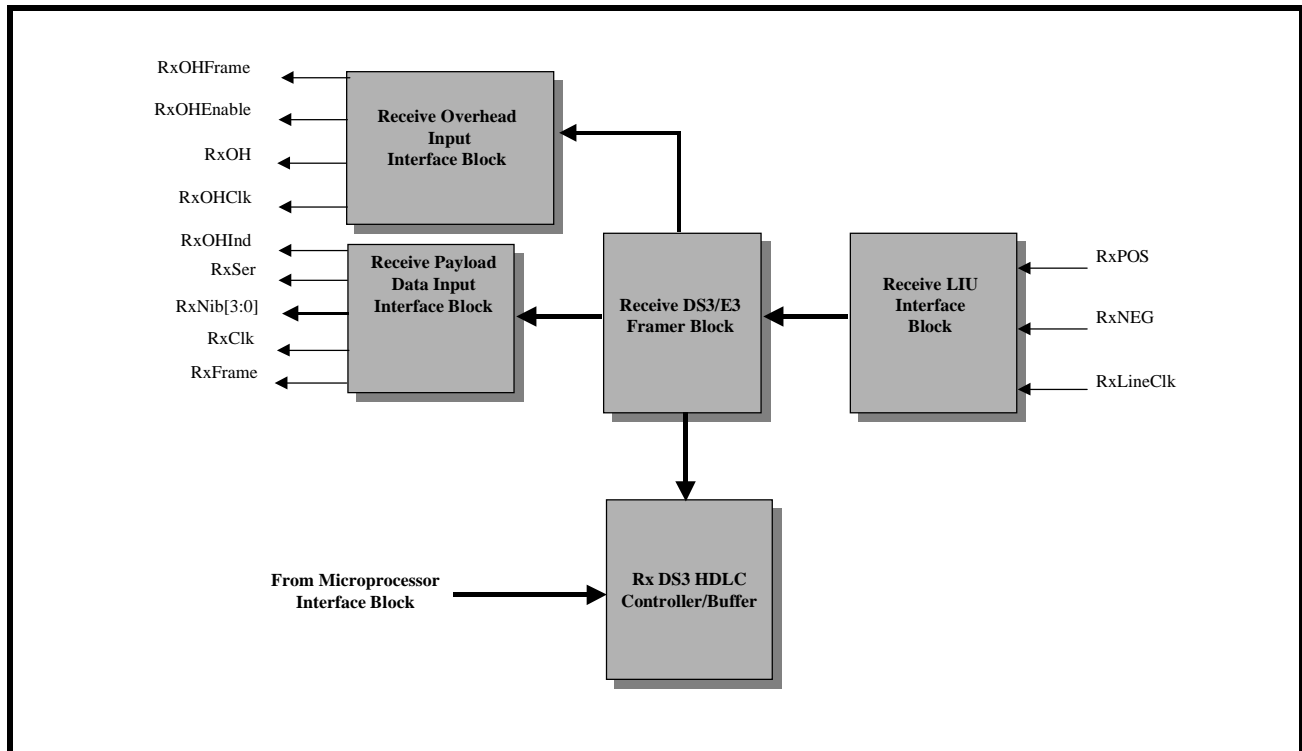 RxOHFrame
RxOHEnable
RxOH
RxOHClk
Receive Overhead
Input
Interface Block
RxOHInd
RxSer
RxNib[3:0]
RxClk
RxFrame
Receive Payload
Data Input
Interface Block
Receive DS3/E3
Framer Block
Receive LIU
Interface
Block
RxPOS
RxNEG
RxLineClk
From Microprocessor
Interface Block
Rx DS3 HDLC
Controller/Buffer